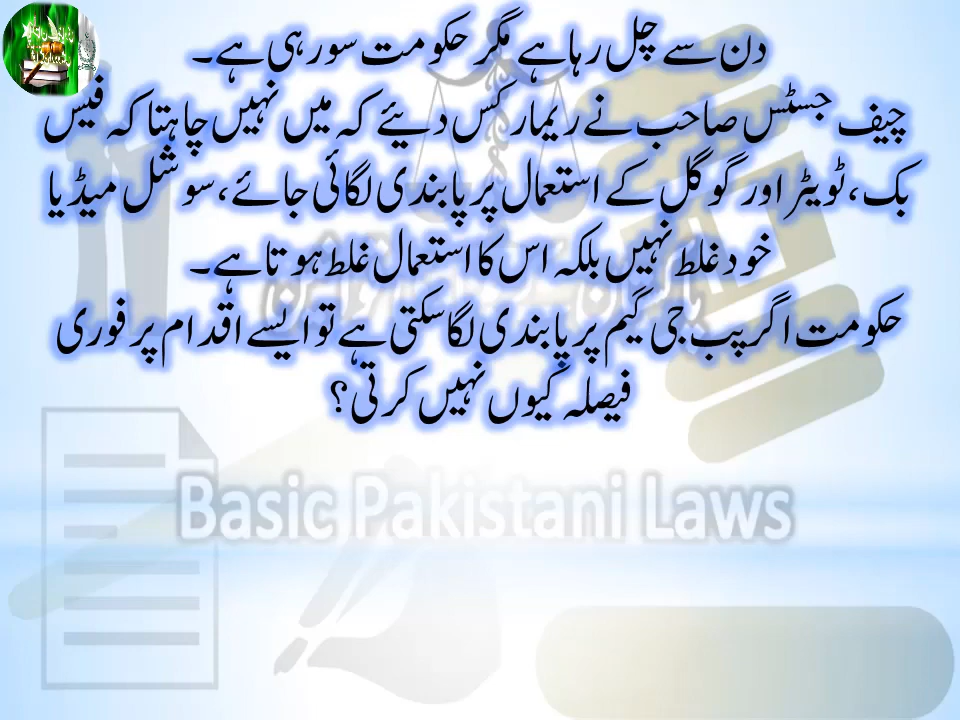 دن سے چل رہا ہے مگر حکومت سو رہی ہے۔
چیف جسٹس صاحب نے ریمارکس دیئے کہ میں نہیں چاہتا کہ فیس
بک، ٹویٹر اور گوگل کے استعمال پر پابندی لگائی جائے، سوشل میڈیا
خود غلط نہیں بلکہ اس کا استعمال غلط ہوتا ہے۔
حکومت اگر پب جی گیم پر پابندی لگا سکتی ہے تو ایسے اقدام پر فوری
فیصلہ کیوں نہیں کرتی؟
Basic Pakistani Laws